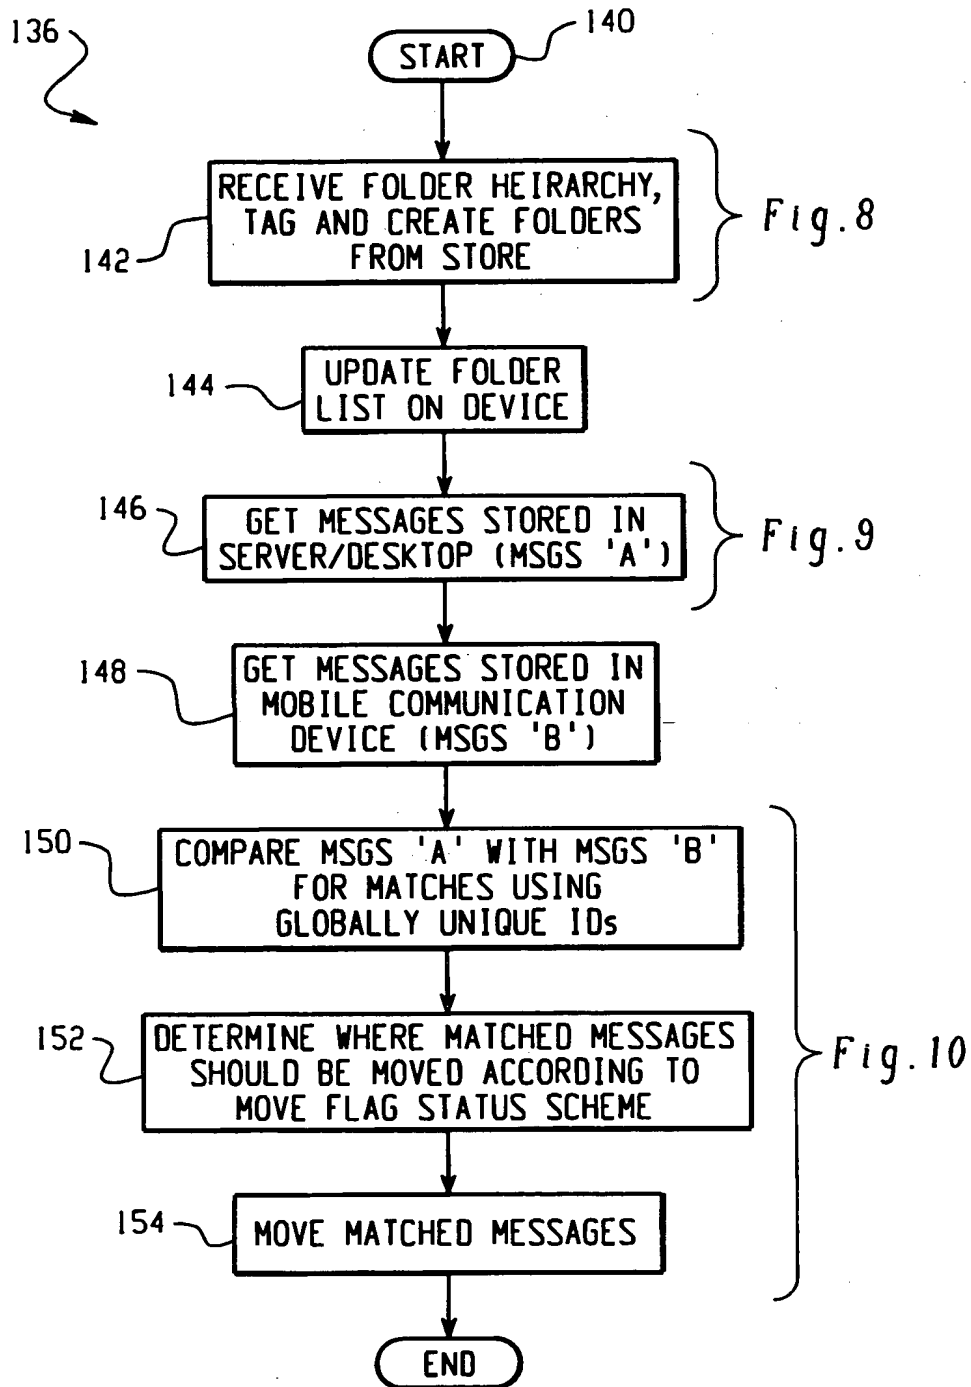 136
START
140
RECEIVE FOLDER HEIRARCHY,
TAG AND CREATE FOLDERS
FROM STORE
142
Fig.8
UPDATE FOLDER
LIST ON DEVICE
144
146
GET MESSAGES STORED IN
SERVER/DESKTOP (MSGS 'A')
Fig.9
148
GET MESSAGES STORED IN
MOBILE COMMUNICATION
DEVICE (MSGS 'B')
150
COMPARE MSGS 'A' WITH MSGS 'B'
FOR MATCHES USING
GLOBALLY UNIQUE IDs
152
DETERMINE WHERE MATCHED MESSAGES
SHOULD BE MOVED ACCORDING TO
MOVE FLAG STATUS SCHEME
Fig.10
154
MOVE MATCHED MESSAGES
END